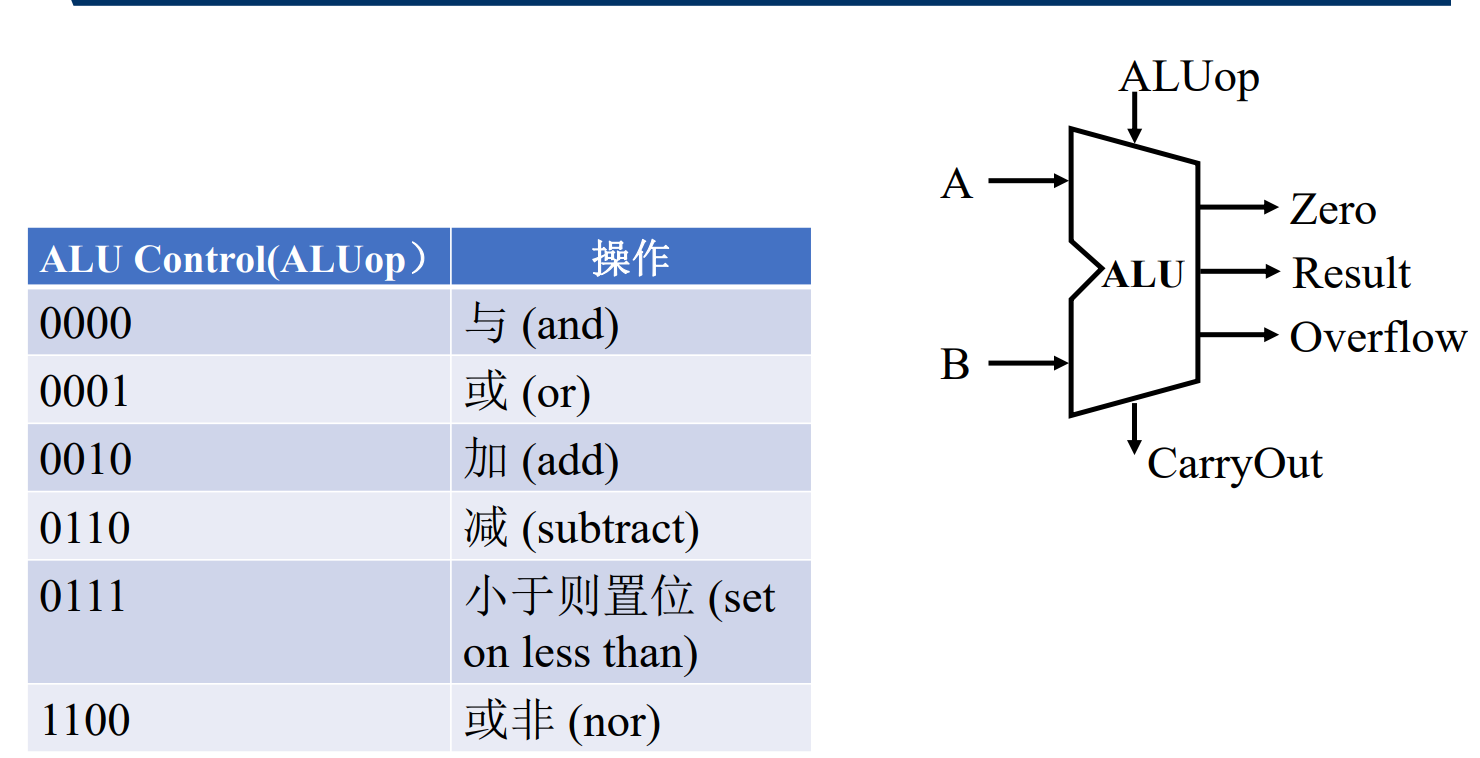 ALU Control(ALUop）
操作
0000
与 (and)
0001
或 (or)
0010
加 (add)
0110
减 (subtract)
0111
小于则置位 (set
on less than)
1100
或非 (nor)
ALUop
A
Zero
ALU
Result
B
Overflow
CarryOut